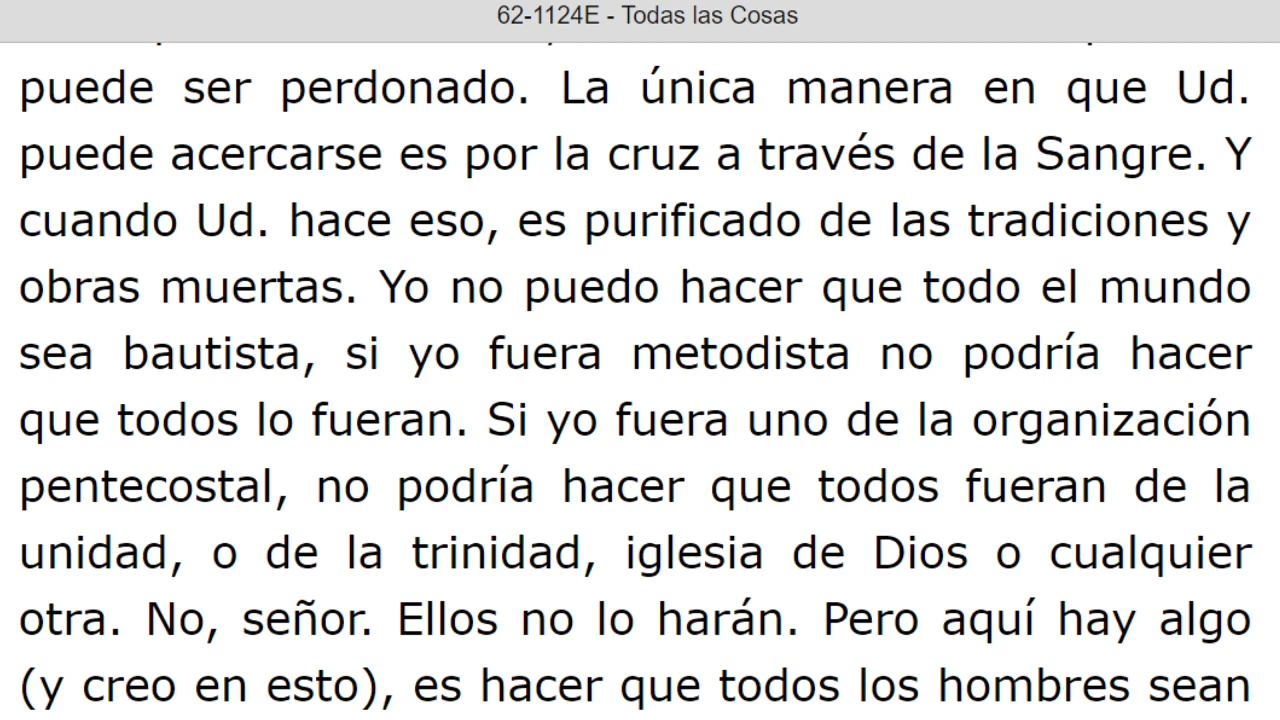 62-1124E - Todas las Cosas
puede ser perdonado. La única manera en que Ud.
puede acercarse es por la cruz a través de la Sangre. Y
cuando Ud. hace eso, es purificado de las tradiciones y
obras muertas. Yo no puedo hacer que todo el mundo
sea bautista, si yo fuera metodista no podría hacer
que todos lo fueran. Si yo fuera uno de la organización
pentecostal, no podría hacer que todos fueran de la
unidad, o de la trinidad, iglesia de Dios o cualquier
otra. No, señor. Ellos no lo harán. Pero aquí hay algo
(y creo en esto), es hacer que todos los hombres sean